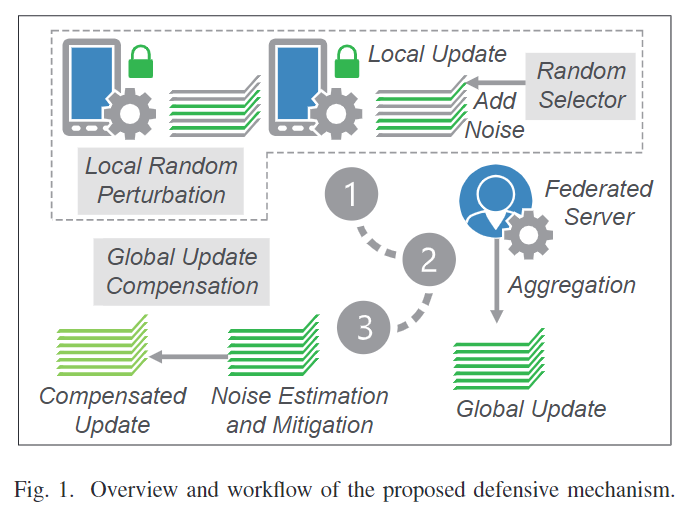 Local Update
Random
Selector
Add
Noise
Local Random
Perturbation
1
Federated
Server
Global Update
Compensation
2
Aggregation
3
Compensated
Update
Noise Estimation
and Mitigation
Global Update
Fig. 1. Overview and workflow of the proposed defensive mechanism.